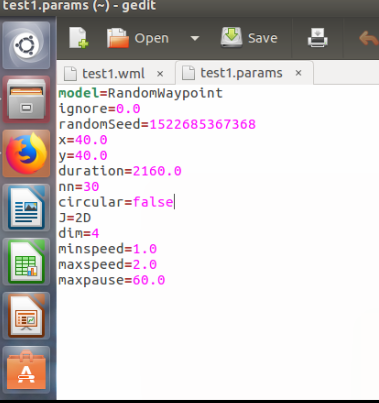 test1.params (~) - gedit
Open Save
test1.wml × test1.params ×
model=RandomWaypoint
ignore=0.0
randomSeed=1522685367368
x=40.0
y=40.0
duration=2160.0
nn=30
circular=false
J=2D
dim=4
minspeed=1.0
maxspeed=2.0
maxpause=60.0